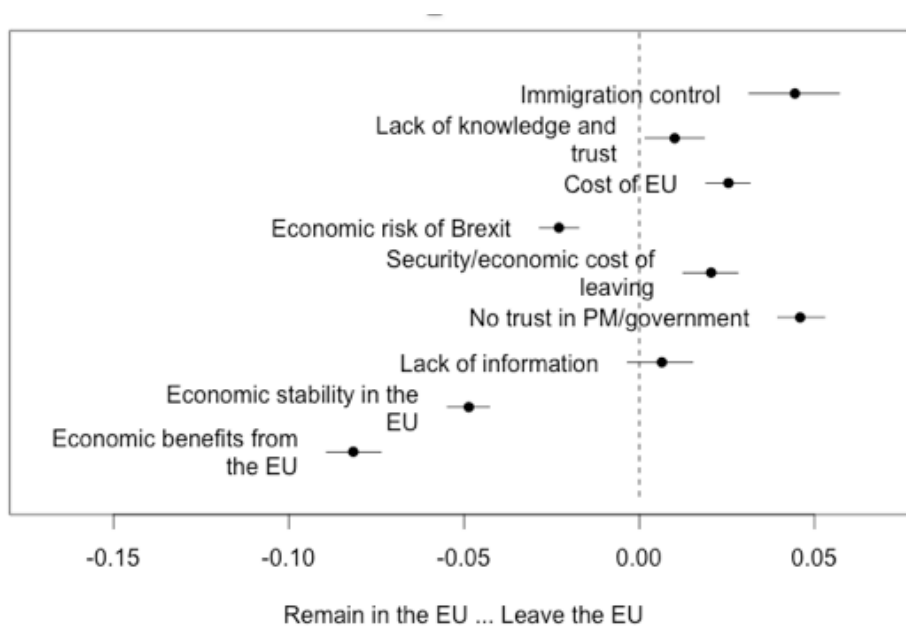 Immigration control
Lack of knowledge and
trust
Cost of EU
Economic risk of Brexit
Security/economic cost of
leaving
No trust in PM/government
Lack of information
Economic stability in the
EU
Economic benefits from
the EU
-0.15 -0.10 -0.05 0.00 0.05
Remain in the EU ... Leave the EU